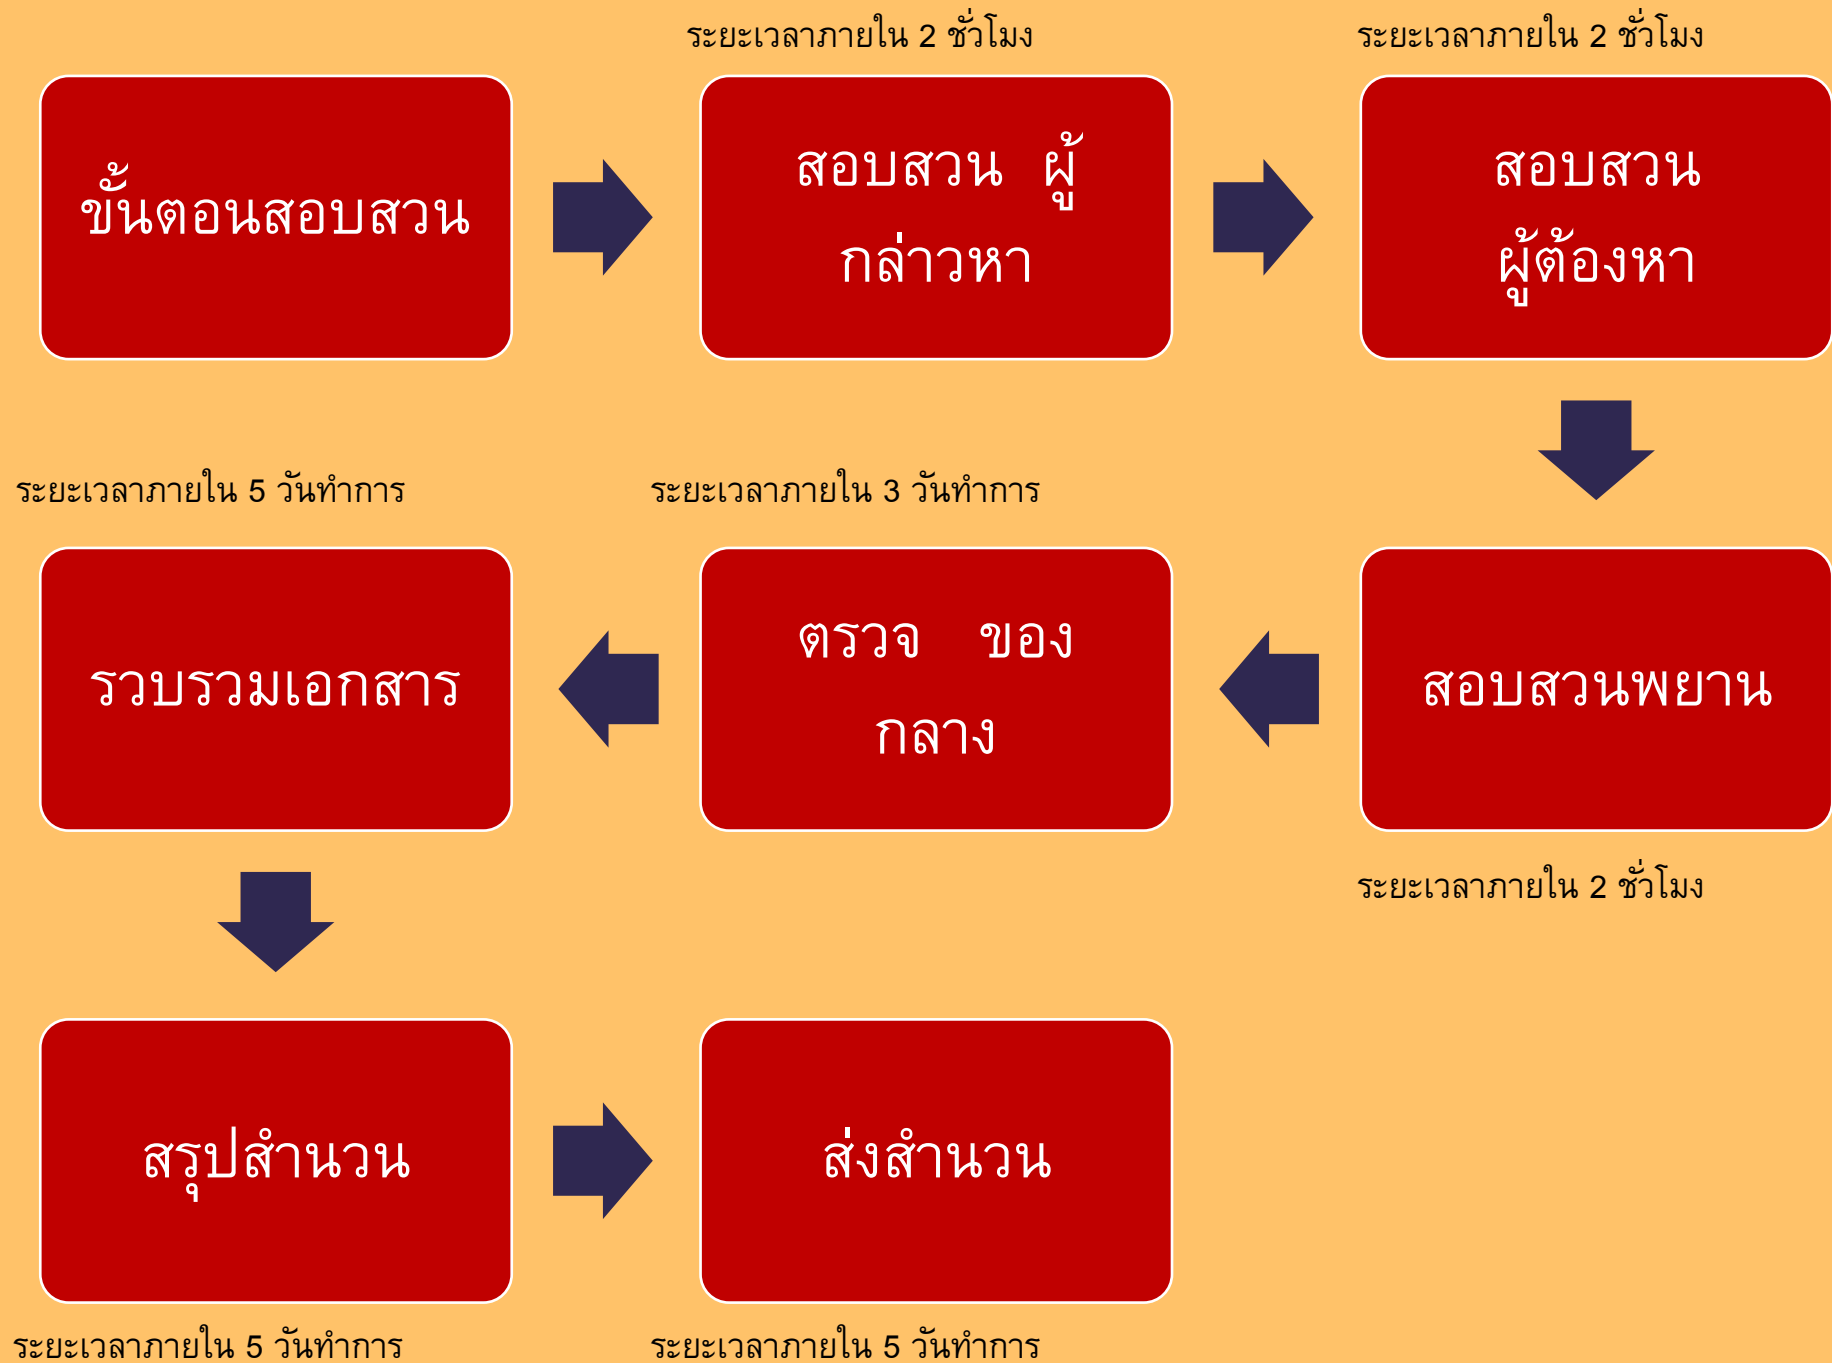 ระยะเวลาภายใน 2 ชั่วโมง
ระยะเวลาภายใน 2 ชั่วโมง
ขั้นตอนสอบสวน
สอบสวน ผู้
กล่าวหา
สอบสวน
ผู้ต้องหา
ระยะเวลาภายใน 5 วันทำการ
ระยะเวลาภายใน 3 วันทำการ
รวบรวมเอกสาร
ตรวจ ของ
กลาง
สอบสวนพยาน
ระยะเวลาภายใน 2 ชั่วโมง
สรุปสำนวน
ส่งสำนวน
ระยะเวลาภายใน 5 วันทำการ
ระยะเวลาภายใน 5 วันทำการ